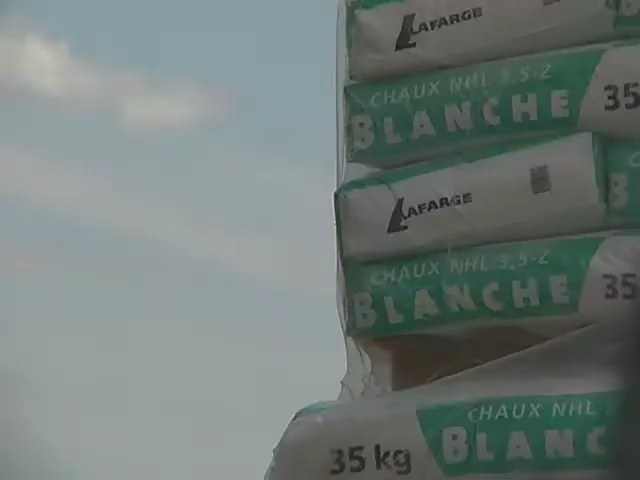 LAFARGE
CHAUX NHL 3,5-Z
BLANCHE
35
LAFARGE
CHAUX NHL 3,5-Z
BLANCHE
35
CHAUX NHL
BLANC
35 kg